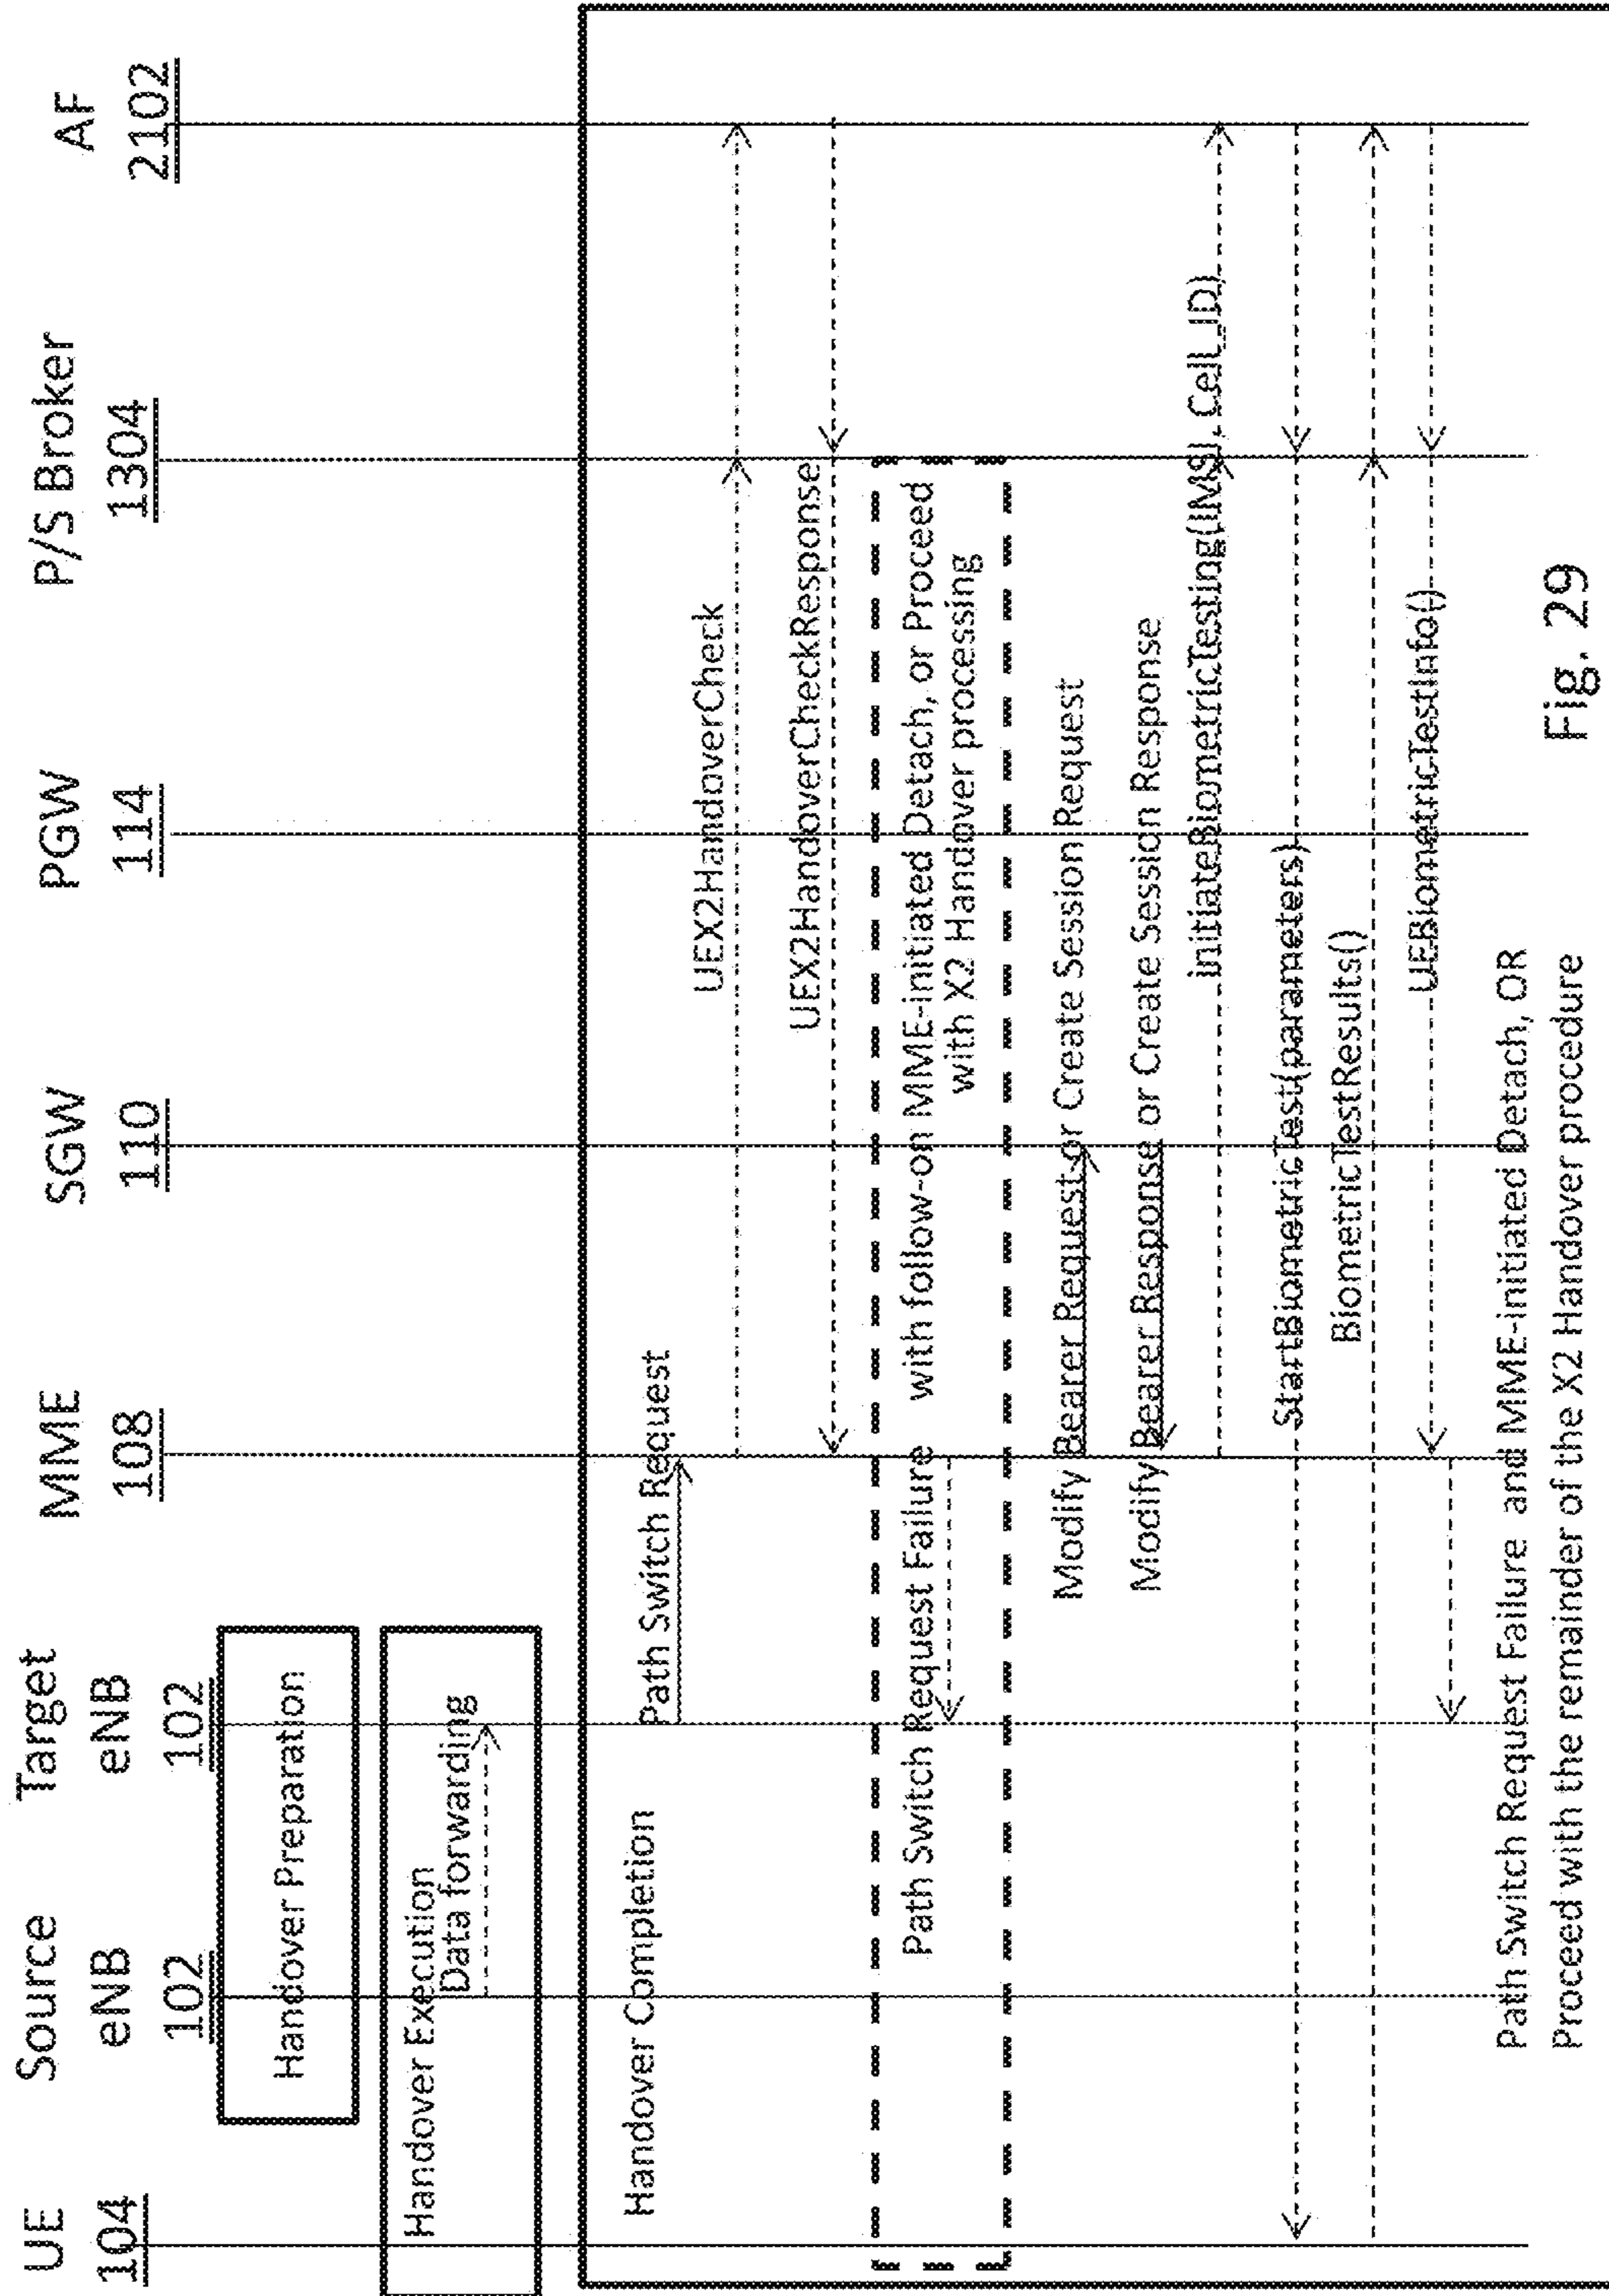 UE
104
Source
eNB
102
Target
eNB
102
MME
108
SGW
110
PGW
114
P/S Broker
1304
AF
2102
Handover Preparation
Handover Execution
Data forwarding
Handover Completion
Path Switch Request
UEX2HandoverCheck
UEX2HandoverCheckResponse
Path Switch Request Failure with follow-on MME-initiated Detach, or Proceed
with X2 Handover processing
Modify Bearer Request or Create Session Request
Modify Bearer Response or Create Session Response
InitiateBiometricTesting(IMSI, Cell_ID)
StartBiometricTest(parameters)
BiometricTestResults()
UEBiometricTestInfo()
Path Switch Request Failure and MME-initiated Detach, OR
Proceed with the remainder of the X2 Handover procedure
Fig. 29